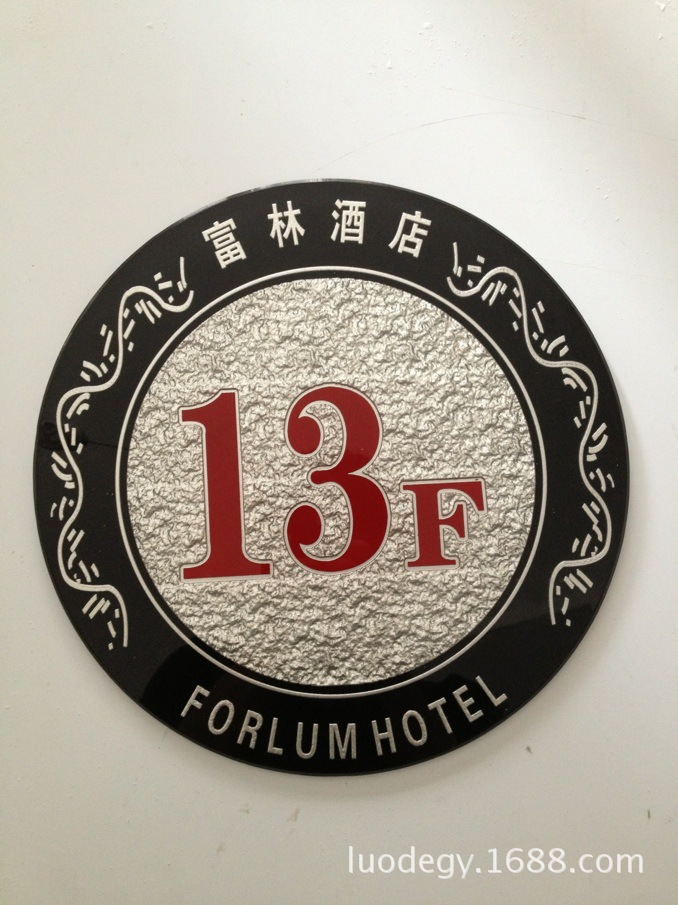 富林酒店
13F
FORLUM HOTEL
luodegy.1688.com